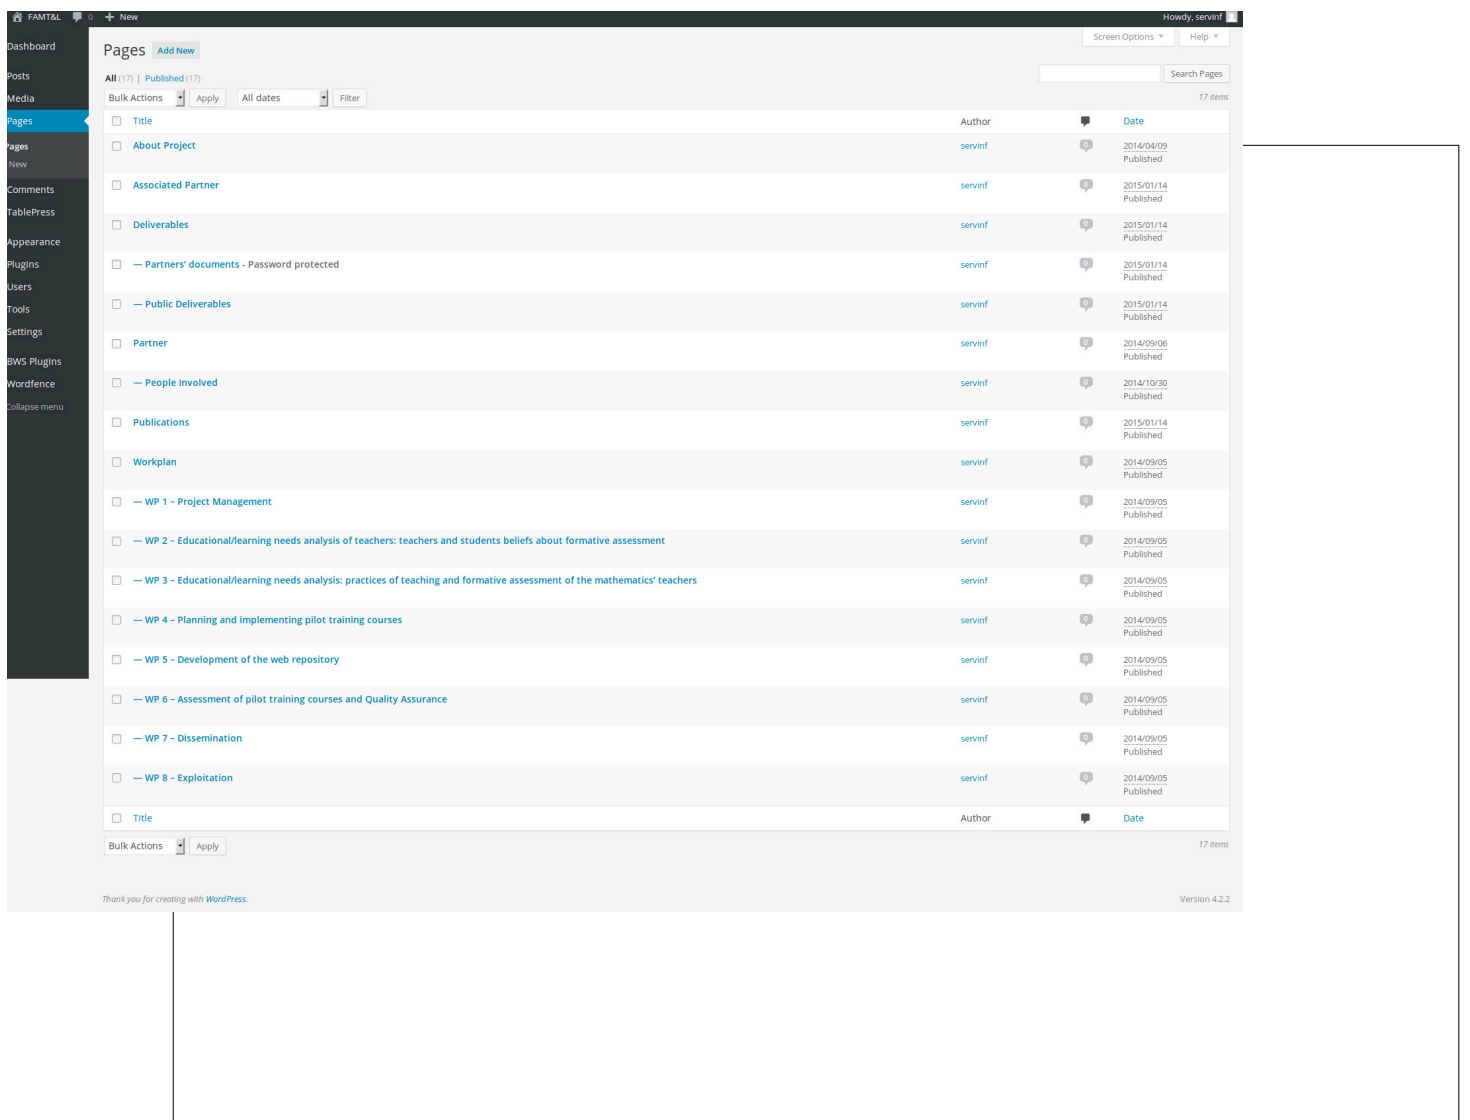 FAMT&L 0 + New Howdy, servinf
Dashboard
Posts
Media
Pages
Pages
New
Comments
TablePress
Appearance
Plugins
Users
Tools
Settings
BWS Plugins
Wordfence
Collapse menu
Screen Options Help
Pages Add New
All (17) | Published (17)
Search Pages
Bulk Actions Apply All dates Filter 17 items
Title Author Date
About Project servinf 0 2014/04/09
Published
Associated Partner servinf 0 2015/01/14
Published
Deliverables servinf 0 2015/01/14
Published
— Partners' documents - Password protected servinf 0 2015/01/14
Published
— Public Deliverables servinf 0 2015/01/14
Published
Partner servinf 0 2014/09/06
Published
— People Involved servinf 0 2014/10/30
Published
Publications servinf 0 2015/01/14
Published
Workplan servinf 0 2014/09/05
Published
— WP 1 – Project Management servinf 0 2014/09/05
Published
— WP 2 – Educational/learning needs analysis of teachers: teachers and students beliefs about formative assessment servinf 0 2014/09/05
Published
— WP 3 – Educational/learning needs analysis: practices of teaching and formative assessment of the mathematics' teachers servinf 0 2014/09/05
Published
— WP 4 – Planning and implementing pilot training courses servinf 0 2014/09/05
Published
— WP 5 – Development of the web repository servinf 0 2014/09/05
Published
— WP 6 – Assessment of pilot training courses and Quality Assurance servinf 0 2014/09/05
Published
— WP 7 – Dissemination servinf 0 2014/09/05
Published
— WP 8 – Exploitation servinf 0 2014/09/05
Published
Title Author Date
Bulk Actions Apply 17 items
Thank you for creating with WordPress. Version 4.2.2